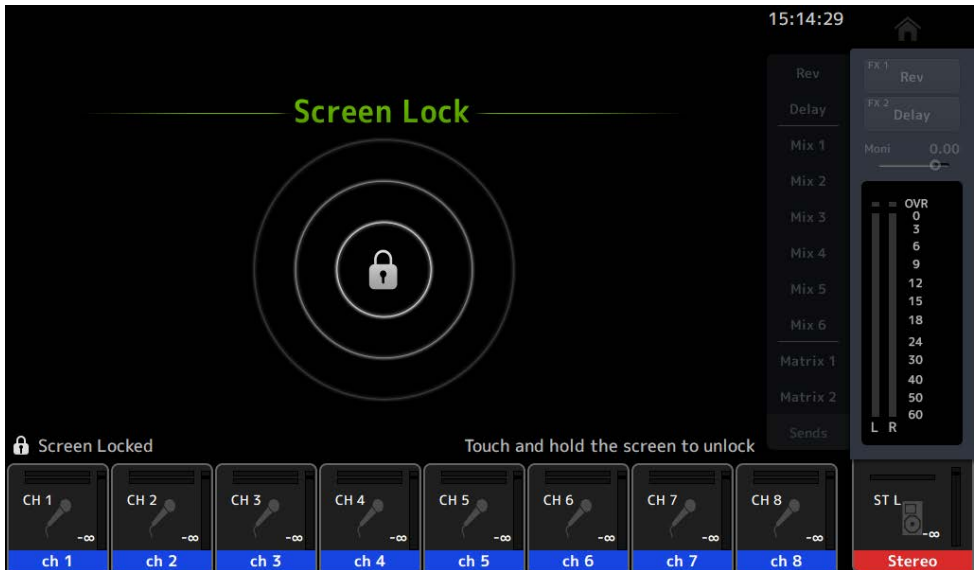 15:14:29
Screen Lock
Rev
Delay
Mix 1
Mix 2
Mix 3
Mix 4
Mix 5
Mix 6
Matrix 1
Matrix 2
Sends
FX 1
Rev
FX 2
Delay
Moni 0.00
OVR
0
3
6
9
12
15
18
24
30
40
50
60
L R
Screen Locked
Touch and hold the screen to unlock
CH 1 CH 2 CH 3 CH 4 CH 5 CH 6 CH 7 CH 8 ST L
-∞ -∞ -∞ -∞ -∞ -∞ -∞ -∞ -∞
ch 1 ch 2 ch 3 ch 4 ch 5 ch 6 ch 7 ch 8 Stereo